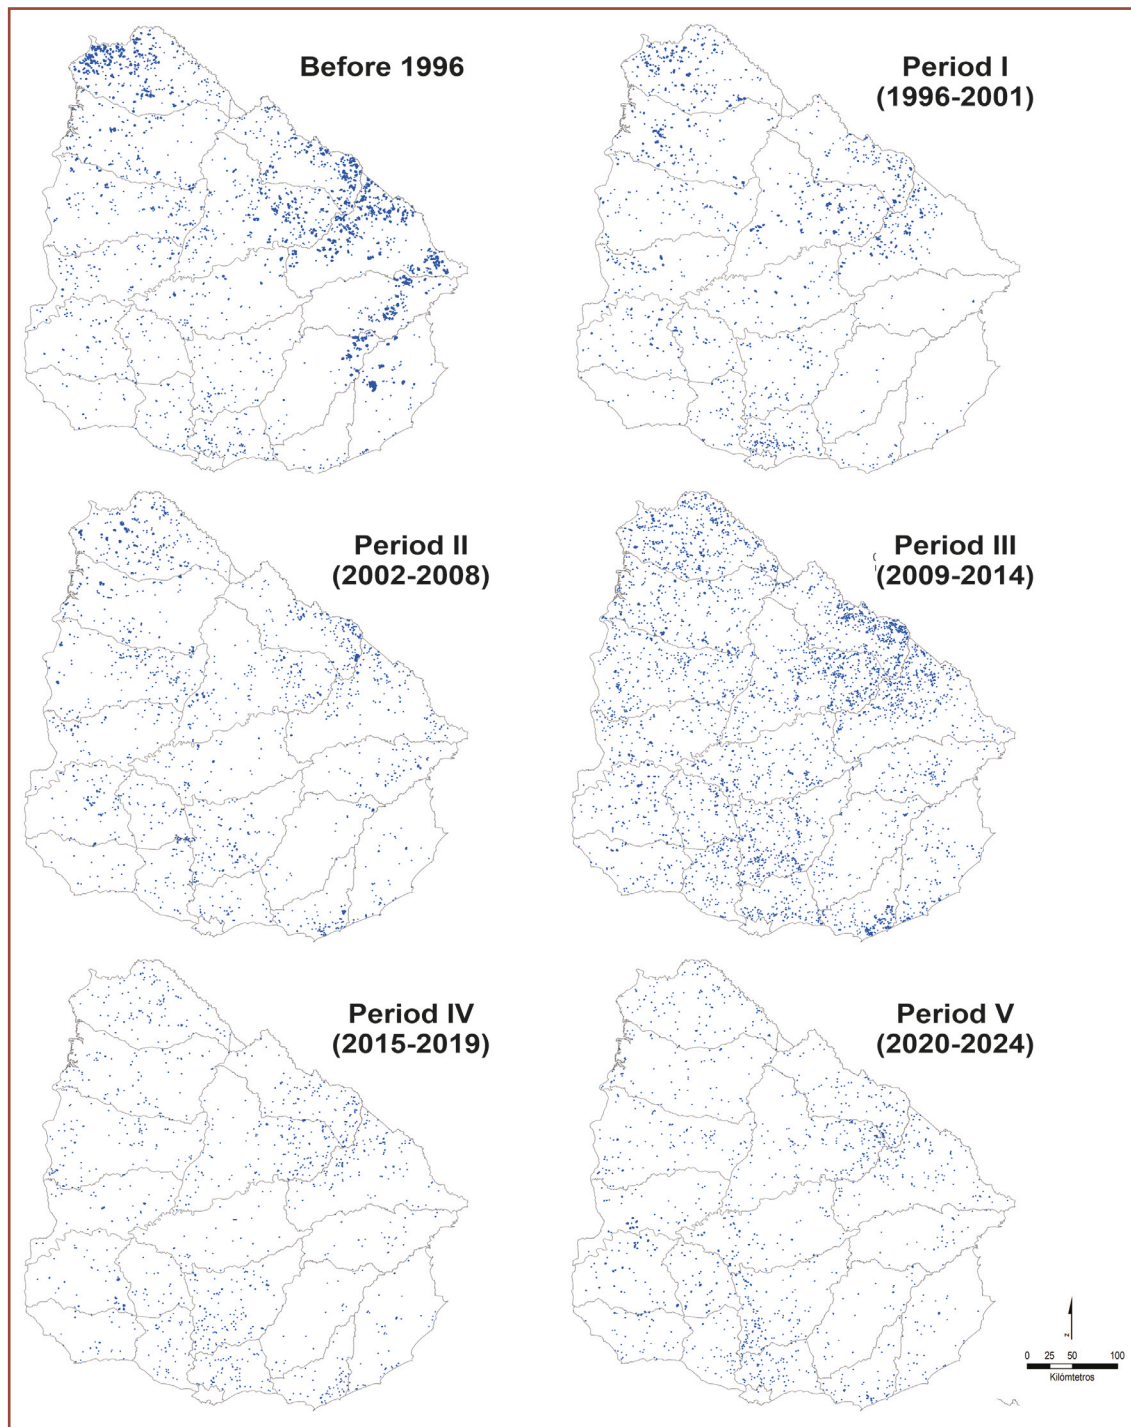 Before 1996
Period I
(1996-2001)
Period II
(2002-2008)
Period III
(2009-2014)
Period IV
(2015-2019)
Period V
(2020-2024)
N
0 25 50 100
Kilómtetros